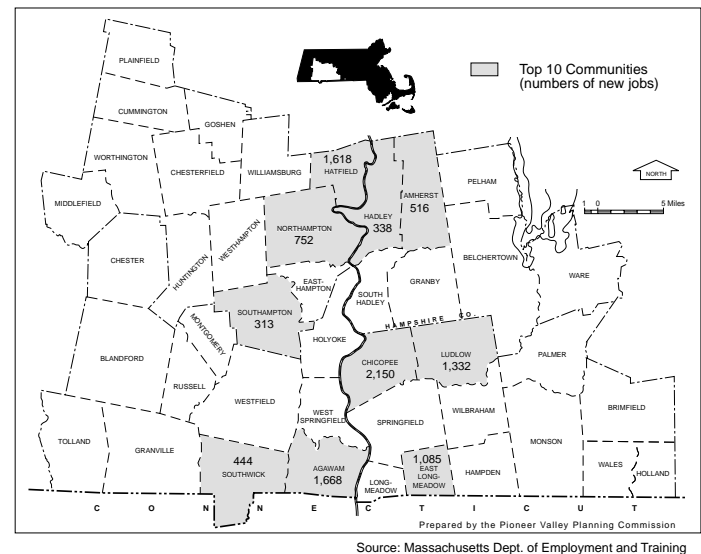 Top 10 Communities
(numbers of new jobs)
NORTH
1 0 5 Miles
PLAINFIELD
CUMMINGTON
GOSHEN
WORTHINGTON
CHESTERFIELD
WILLIAMSBURG
1,618
HATFIELD
AMHERST
516
PELHAM
MIDDLEFIELD
HADLEY
338
NORTHAMPTON
752
WESTHAMPTON
CHESTER
HUNTINGTON
BELCHERTOWN
WARE
EAST-
HAMPTON
SOUTH
HADLEY
GRANBY
SOUTHAMPTON
313
MONTGOMERY
HAMPSHIRE CO.
HOLYOKE
CHICOPEE
2,150
LUDLOW
1,332
PALMER
BLANDFORD
RUSSELL
WESTFIELD
WEST
SPRINGFIELD
SPRINGFIELD
WILBRAHAM
BRIMFIELD
TOLLAND
GRANVILLE
MONSON
444
SOUTHWICK
AGAWAM
1,668
LONG-
MEADOW
1,085
EAST
LONG-
MEADOW
HAMPDEN
WALES
HOLLAND
CONNECTICUT
Prepared by the Pioneer Valley Planning Commission
Source: Massachusetts Dept. of Employment and Training